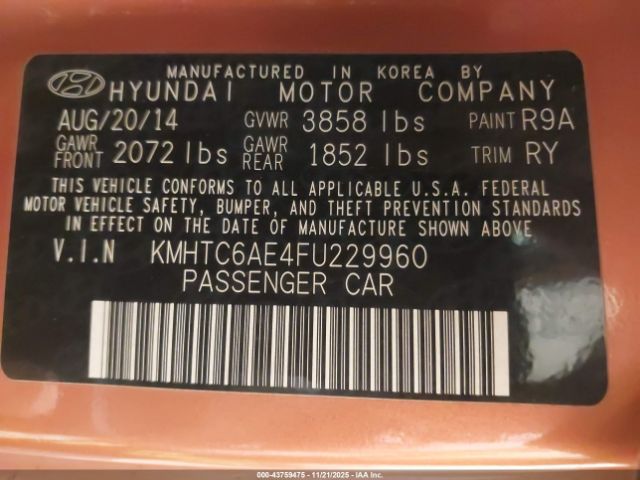 MANUFACTURED IN KOREA BY
HYUNDAI MOTOR COMPANY
AUG/20/14 GVWR 3858 lbs PAINT R9A
GAWR FRONT 2072 lbs GAWR REAR 1852 lbs TRIM RY
THIS VEHICLE CONFORMS TO ALL APPLICABLE U.S.A. FEDERAL
MOTOR VEHICLE SAFETY, BUMPER, AND THEFT PREVENTION STANDARDS
IN EFFECT ON THE DATE OF MANUFACTURE SHOWN ABOVE
V.I.N KMHTC6AE4FU229960
PASSENGER CAR
000-43759475 - 11/21/2025 - IAA Inc.